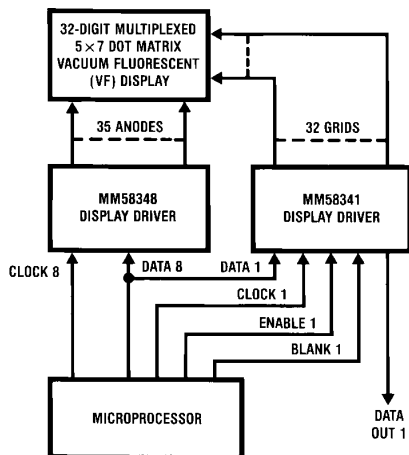 32-DIGIT MULTIPLEXED
5 × 7 DOT MATRIX
VACUUM FLUORESCENT
(VF) DISPLAY
35 ANODES
32 GRIDS
MM58348
DISPLAY DRIVER
MM58341
DISPLAY DRIVER
CLOCK 8
DATA 8
DATA 1
CLOCK 1
ENABLE 1
BLANK 1
MICROPROCESSOR
DATA
OUT 1